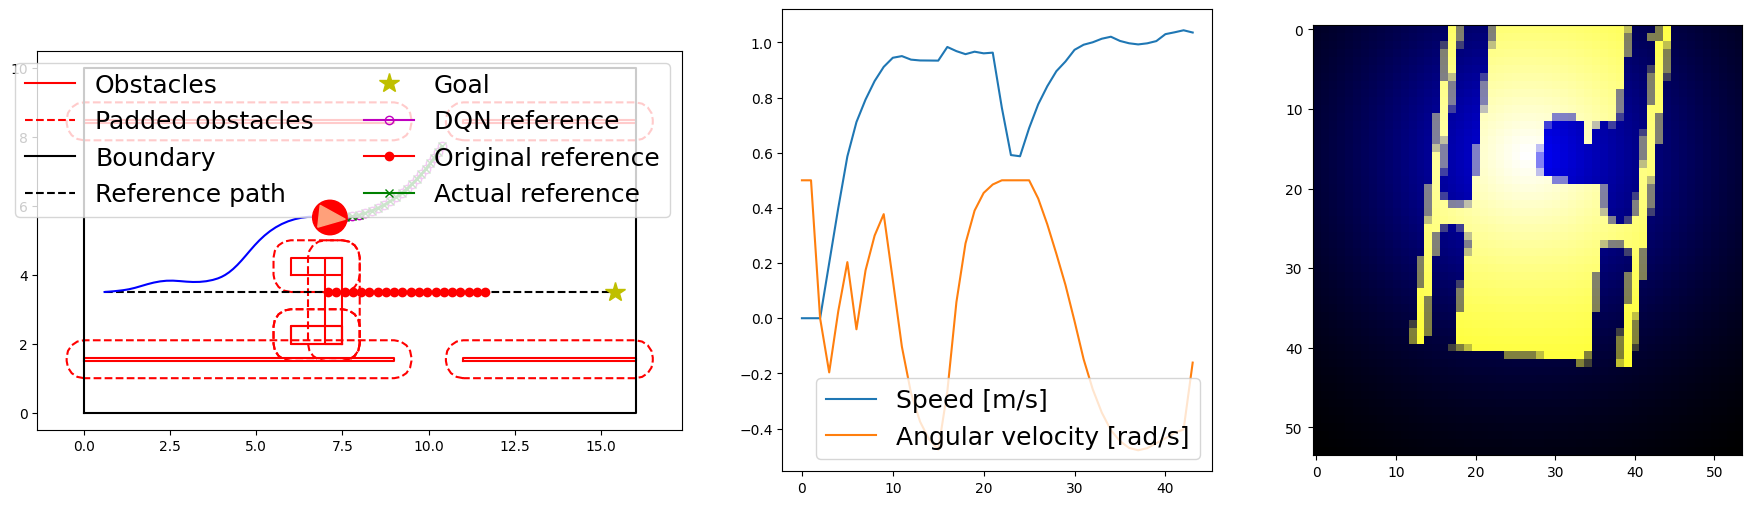 Obstacles
Padded obstacles
Boundary
Reference path
Goal
DQN reference
Original reference
Actual reference
10
8
6
4
2
0
0.0 2.5 5.0 7.5 10.0 12.5 15.0
1.0
0.8
0.6
0.4
0.2
0.0
−0.2
−0.4
Speed [m/s]
Angular velocity [rad/s]
0 10 20 30 40
0
10
20
30
40
50
0 10 20 30 40 50